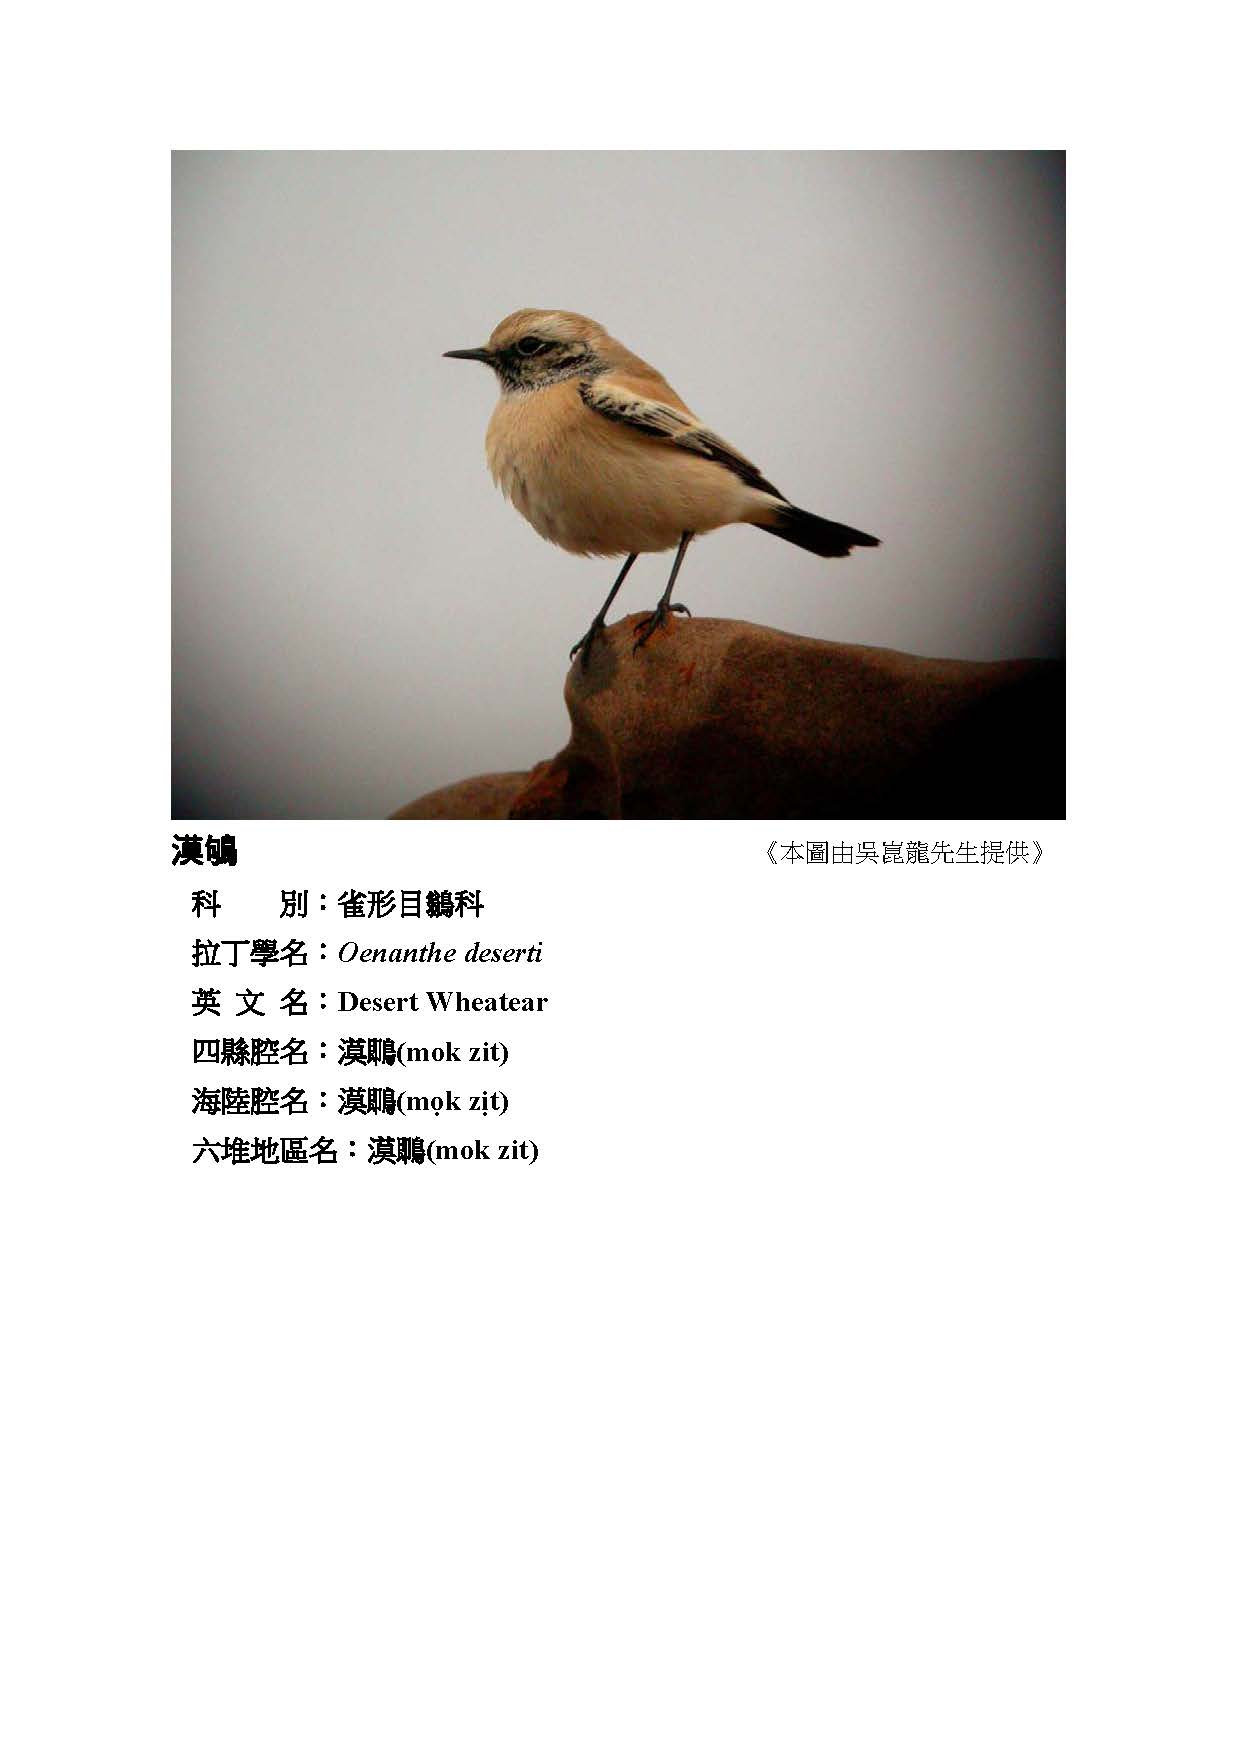 漠䳭 《本圖由吳崑龍先生提供》
科　　別：雀形目鶲科
拉丁學名：Oenanthe deserti
英 文 名：Desert Wheatear
四縣腔名：漠䳭(mok zit)
海陸腔名：漠䳭(mo̩k zi̩t)
六堆地區名：漠䳭(mok zit)